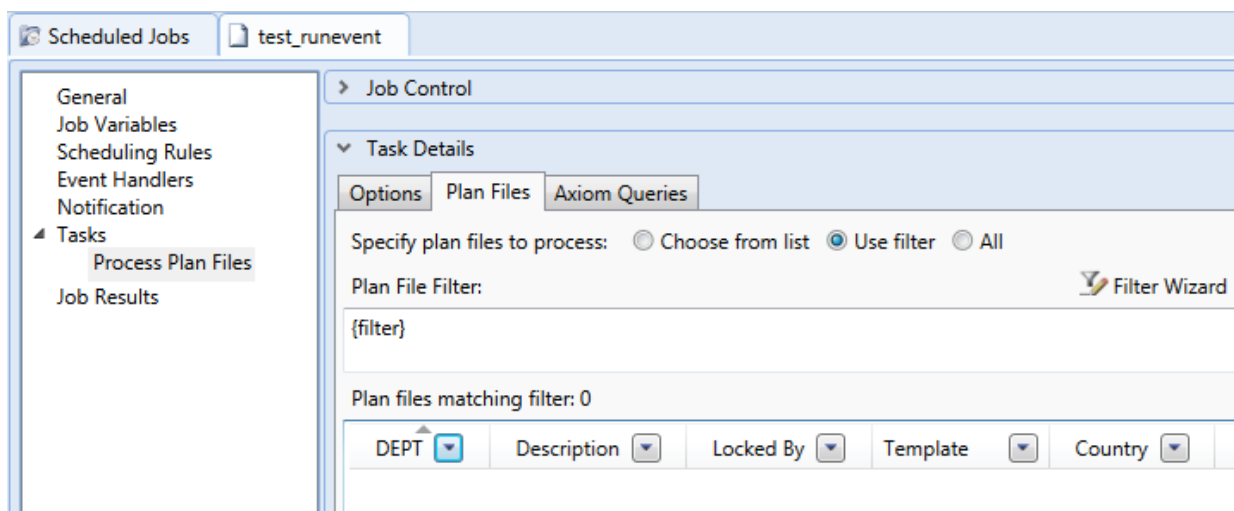 Scheduled Jobs test_runevent
General
Job Variables
Scheduling Rules
Event Handlers
Notification
Tasks
Process Plan Files
Job Results
Job Control
Task Details
Options Plan Files Axiom Queries
Specify plan files to process: Choose from list Use filter All
Plan File Filter: Filter Wizard
{filter}
Plan files matching filter: 0
DEPT Description Locked By Template Country